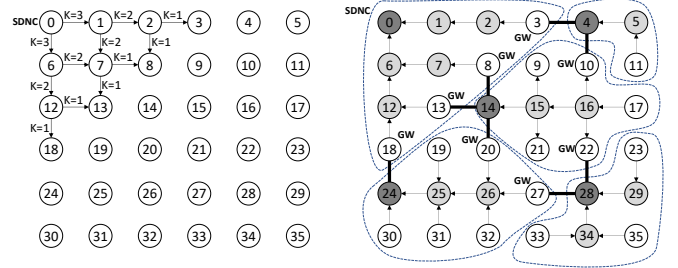 SDNC 0 K=3 1 K=2 2 K=1 3 4 5
K=3 K=2 K=1
6 K=2 7 K=1 8 9 10 11
K=2 K=1
12 K=1 13 14 15 16 17
K=1
18 19 20 21 22 23
24 25 26 27 28 29
30 31 32 33 34 35
SDNC
0 1 2 3 4 5
GW
GW GW
6 7 8 9 10 11
GW
12 13 14 15 16 17
GW GW GW
18 19 20 21 22 23
GW
24 25 26 27 28 29
30 31 32 33 34 35